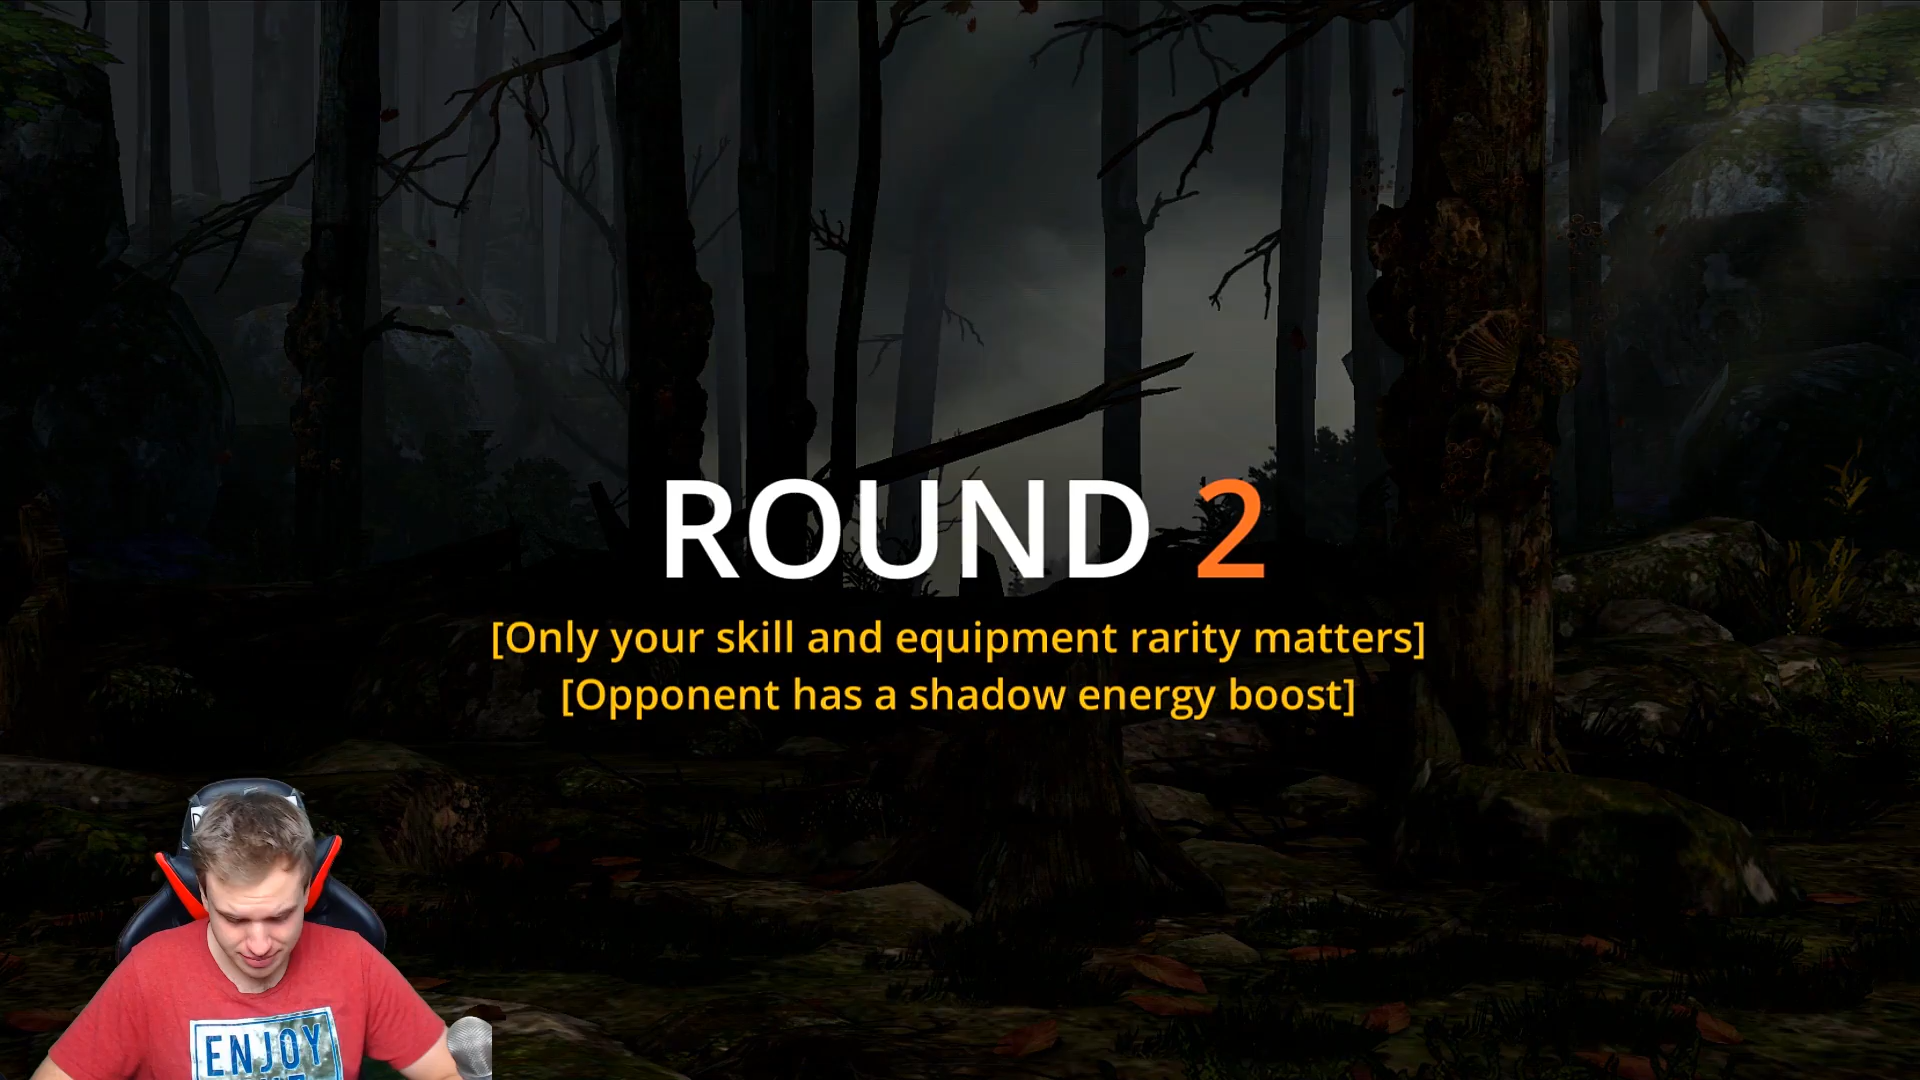 ROUND 2
[Only your skill and equipment rarity matters]
[Opponent has a shadow energy boost]
ENJOY